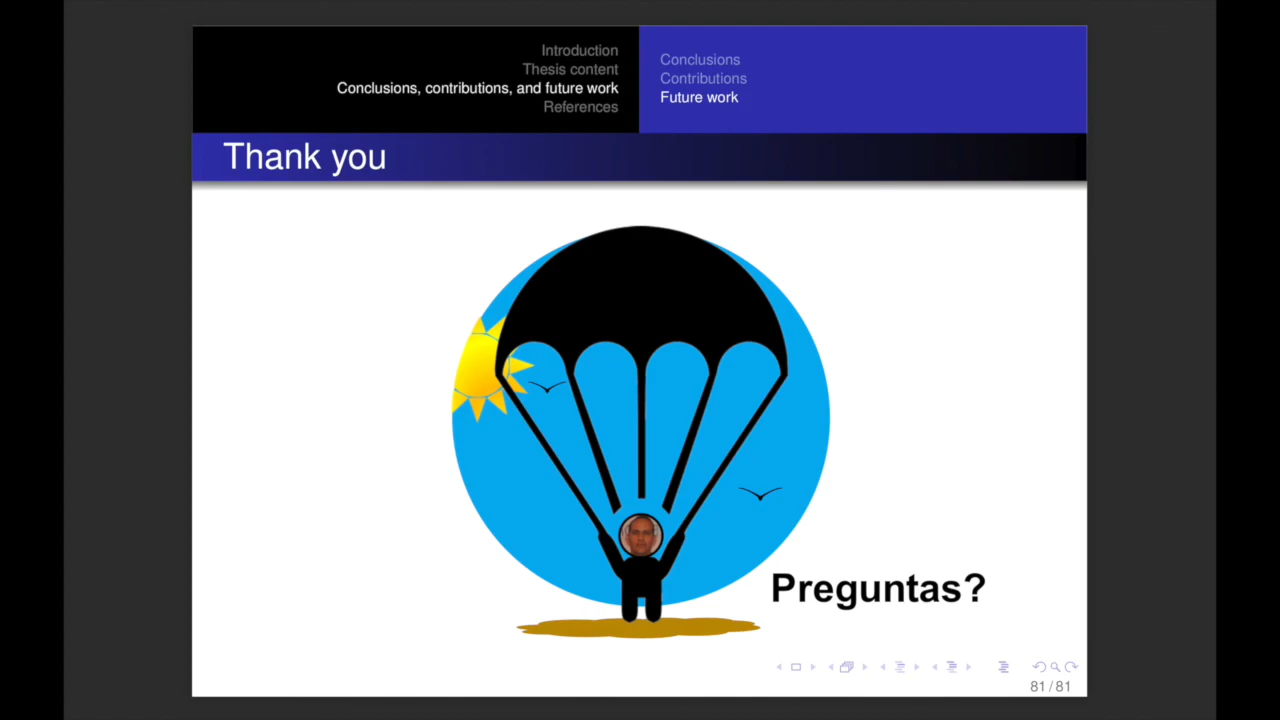 Introduction
Thesis content
Conclusions, contributions, and future work
References
Conclusions
Contributions
Future work
Thank you
Preguntas?
81/81